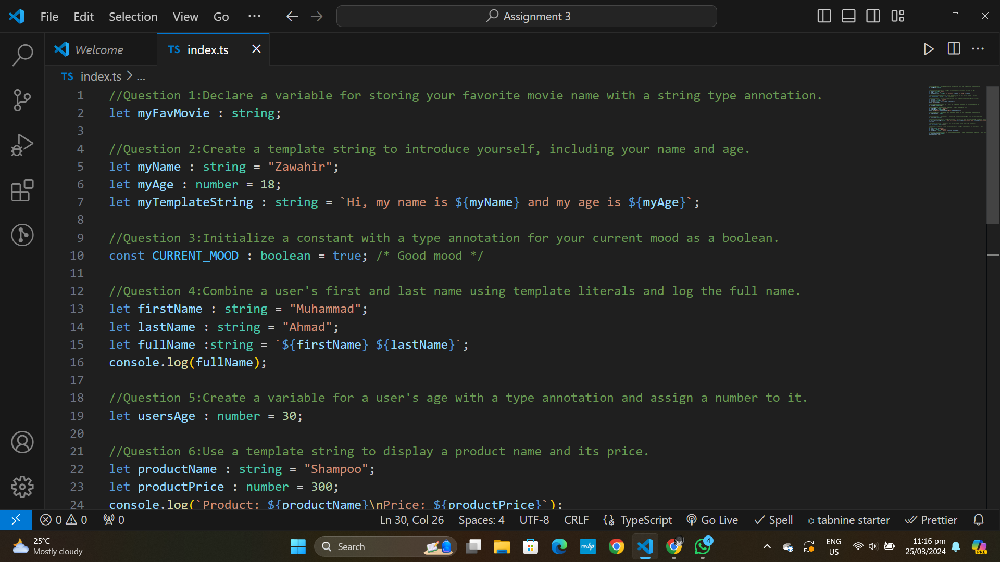 File Edit Selection View Go ... Assignment 3
Welcome TS index.ts
TS index.ts > ...
1 //Question 1:Declare a variable for storing your favorite movie name with a string type annotation.
2 let myFavMovie : string;
3
4 //Question 2:Create a template string to introduce yourself, including your name and age.
5 let myName : string = "Zawahir";
6 let myAge : number = 18;
7 let myTemplateString : string = `Hi, my name is ${myName} and my age is ${myAge}`;
8
9 //Question 3:Initialize a constant with a type annotation for your current mood as a boolean.
10 const CURRENT_MOOD : boolean = true; /* Good mood */
11
12 //Question 4:Combine a user's first and last name using template literals and log the full name.
13 let firstName : string = "Muhammad";
14 let lastName : string = "Ahmad";
15 let fullName :string = `${firstName} ${lastName}`;
16 console.log(fullName);
17
18 //Question 5:Create a variable for a user's age with a type annotation and assign a number to it.
19 let usersAge : number = 30;
20
21 //Question 6:Use a template string to display a product name and its price.
22 let productName : string = "Shampoo";
23 let productPrice : number = 300;
24 console.log(`Product: ${productName}\nPrice: ${productPrice}`);
0 0 0 Ln 30, Col 26 Spaces: 4 UTF-8 CRLF TypeScript Go Live Spell tabnine starter Prettier
25°C
Mostly cloudy
Search
myhp
4
ENG
US
11:16 pm
25/03/2024
PRE